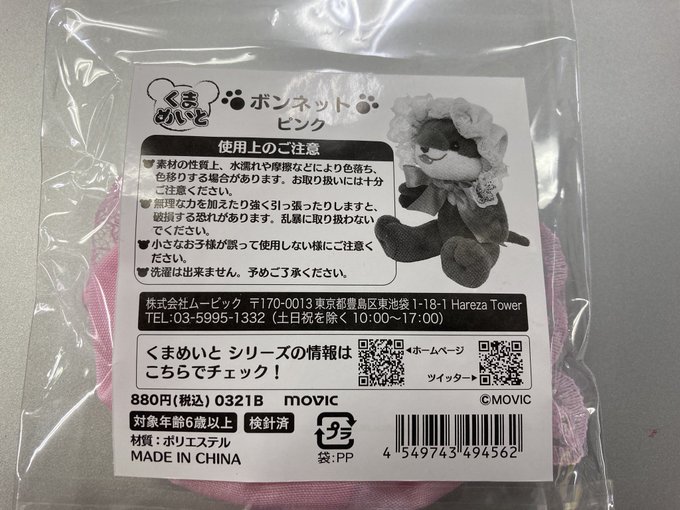 くま
めいと
ボンネット
ピンク
使用上のご注意
素材の性質上、水濡れや摩擦などにより色落ち、
色移りする場合があります。お取り扱いには十分
ご注意ください。
無理な力を加えたり強く引っ張ったりしますと、
破損する恐れがあります。乱暴に取り扱わない
でください。
小さなお子様が誤って使用しない様にご注意く
ださい。
洗濯は出来ません。予めご了承ください。
株式会社ムービック 〒170-0013 東京都豊島区東池袋 1-18-1 Hareza Tower
TEL:03-5995-1332(土日祝を除く 10:00～17:00)
くまめいと シリーズの情報は
こちらでチェック!
◀ホームページ
ツイッター▶
880円(税込) 0321B movic
©MOVIC
対象年齢6歳以上 検針済
材質:ポリエステル
MADE IN CHINA
プラ
袋:PP
4 549743 494562